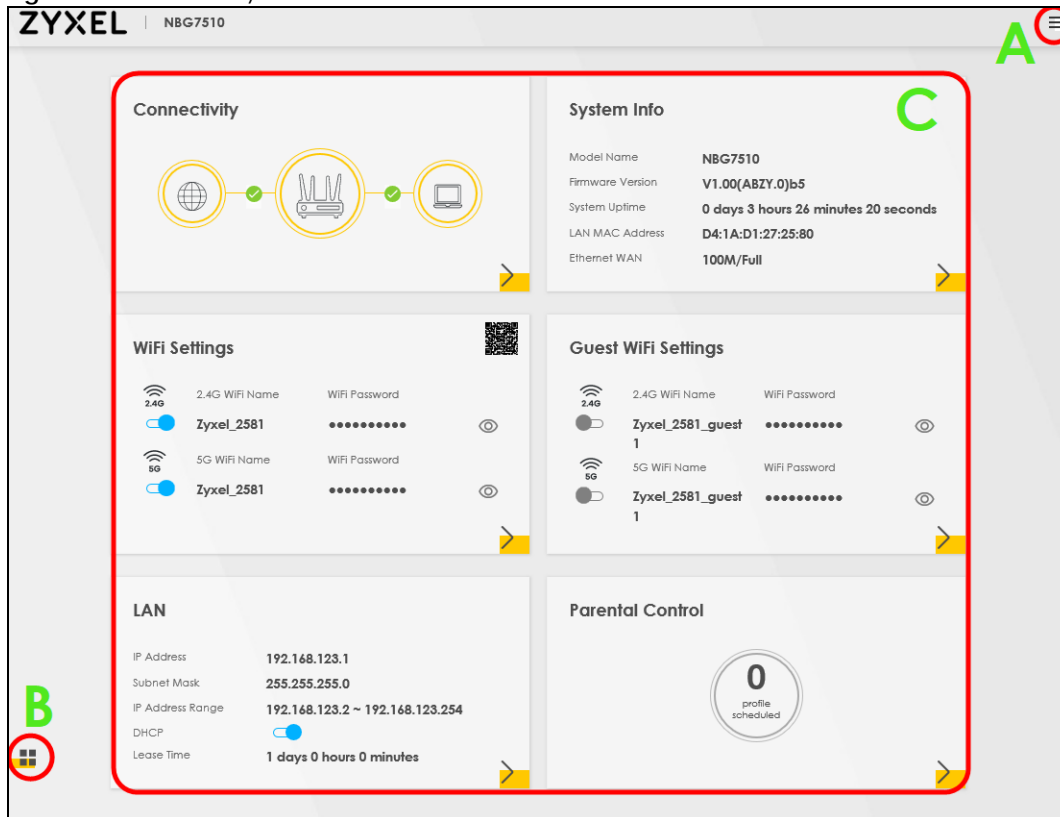 ZYXEL NBG7510
A
Connectivity
System Info
C
Model Name NBG7510
Firmware Version V1.00(ABZY.0)b5
System Uptime 0 days 3 hours 26 minutes 20 seconds
LAN MAC Address D4:1A:D1:27:25:80
Ethernet WAN 100M/Full
WiFi Settings
2.4G 2.4G WiFi Name WiFi Password
Zyxel_2581 ••••••••••
5G 5G WiFi Name WiFi Password
Zyxel_2581 ••••••••••
Guest WiFi Settings
2.4G 2.4G WiFi Name WiFi Password
Zyxel_2581_guest ••••••••••
1
5G 5G WiFi Name WiFi Password
Zyxel_2581_guest ••••••••••
1
LAN
IP Address 192.168.123.1
Subnet Mask 255.255.255.0
IP Address Range 192.168.123.2 ~ 192.168.123.254
DHCP
Lease Time 1 days 0 hours 0 minutes
Parental Control
0
profile
scheduled
B